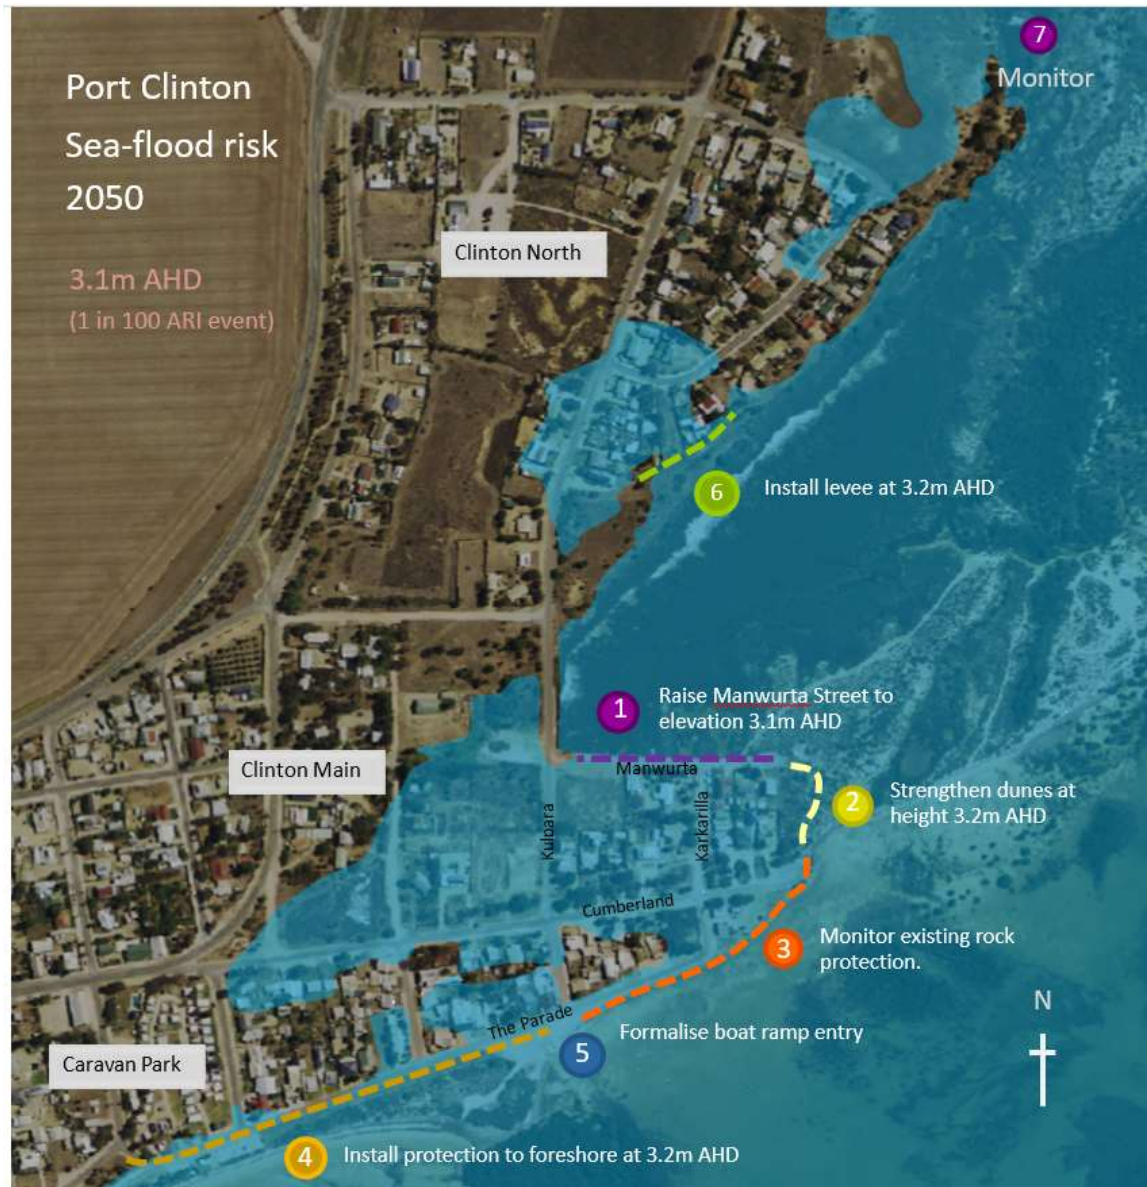 Port Clinton
Sea-flood risk
2050
3.1m AHD
(1 in 100 ARI event)
7
Monitor
Clinton North
6
Install levee at 3.2m AHD
1
Raise Manwurta Street to
elevation 3.1m AHD
Clinton Main
Manwurta
Kulpara
Karkarilla
2
Strengthen dunes at
height 3.2m AHD
Cumberland
3
Monitor existing rock
protection.
The Parade
5
Formalise boat ramp entry
N
Caravan Park
4
Install protection to foreshore at 3.2m AHD